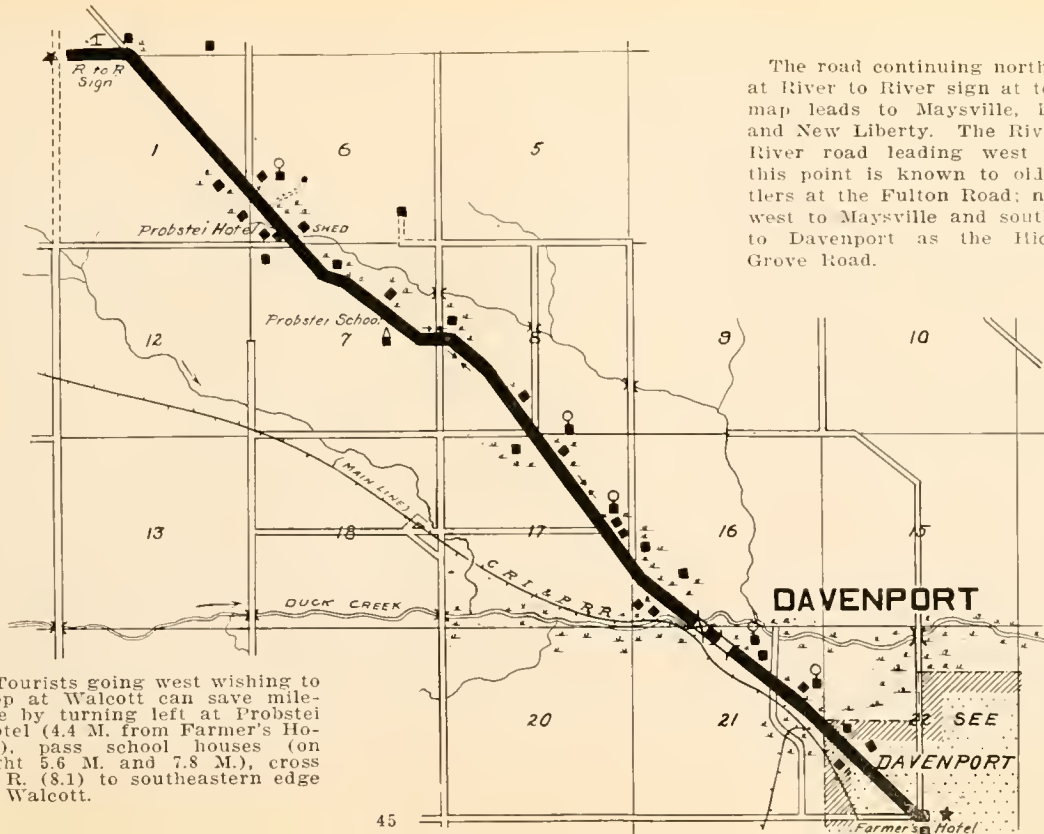 The road continuing north
at River to River sign at to
map leads to Maysville,
and New Liberty. The Riv
River road leading west
this point is known to old
tlers at the Fulton Road; n
west to Maysville and south
to Davenport as the Hic
Grove Road.
1
R to R
Sign
1
6
5
Probstei Hotel
SHED
Probstei School
12
7
8
9
10
(MAIN LINE)
13
18
17
16
15
C R I & P R R
DUCK CREEK
DAVENPORT
20
21
22
SEE
DAVENPORT
Farmer's Hotel
Tourists going west wishing to
op at Walcott can save mile-
e by turning left at Probstei
otel (4.4 M. from Farmer's Ho-
), pass school houses (on
ght 5.6 M. and 7.8 M.), cross
R. (8.1) to southeastern edge
Walcott.
45